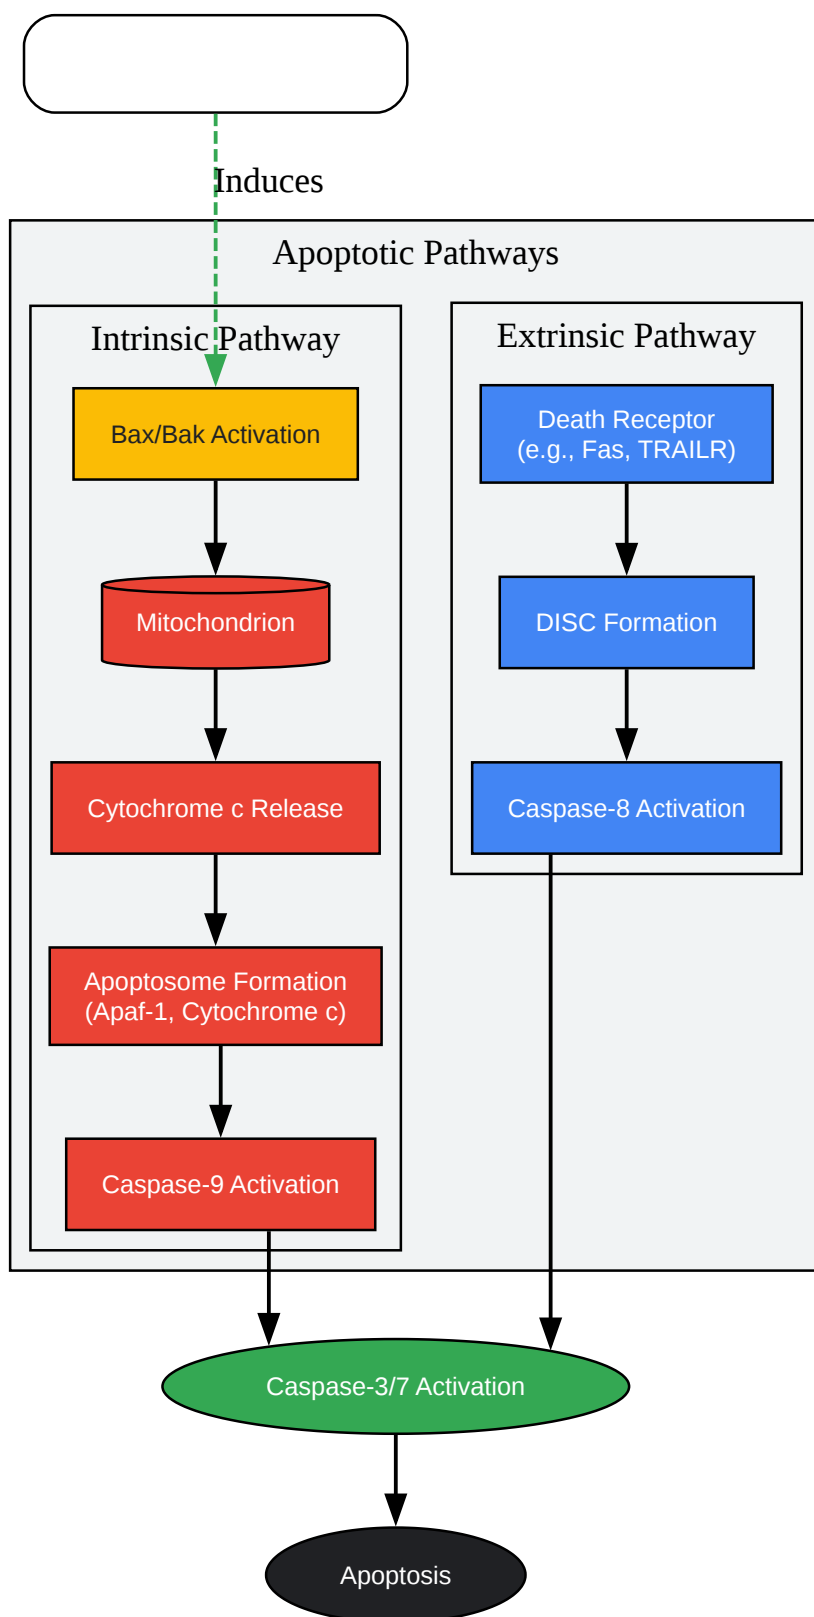 Induces
Apoptotic Pathways
Intrinsic Pathway
Bax/Bak Activation
Mitochondrion
Cytochrome c Release
Apoptosome Formation
(Apaf-1, Cytochrome c)
Caspase-9 Activation
Extrinsic Pathway
Death Receptor
(e.g., Fas, TRAILR)
DISC Formation
Caspase-8 Activation
Caspase-3/7 Activation
Apoptosis